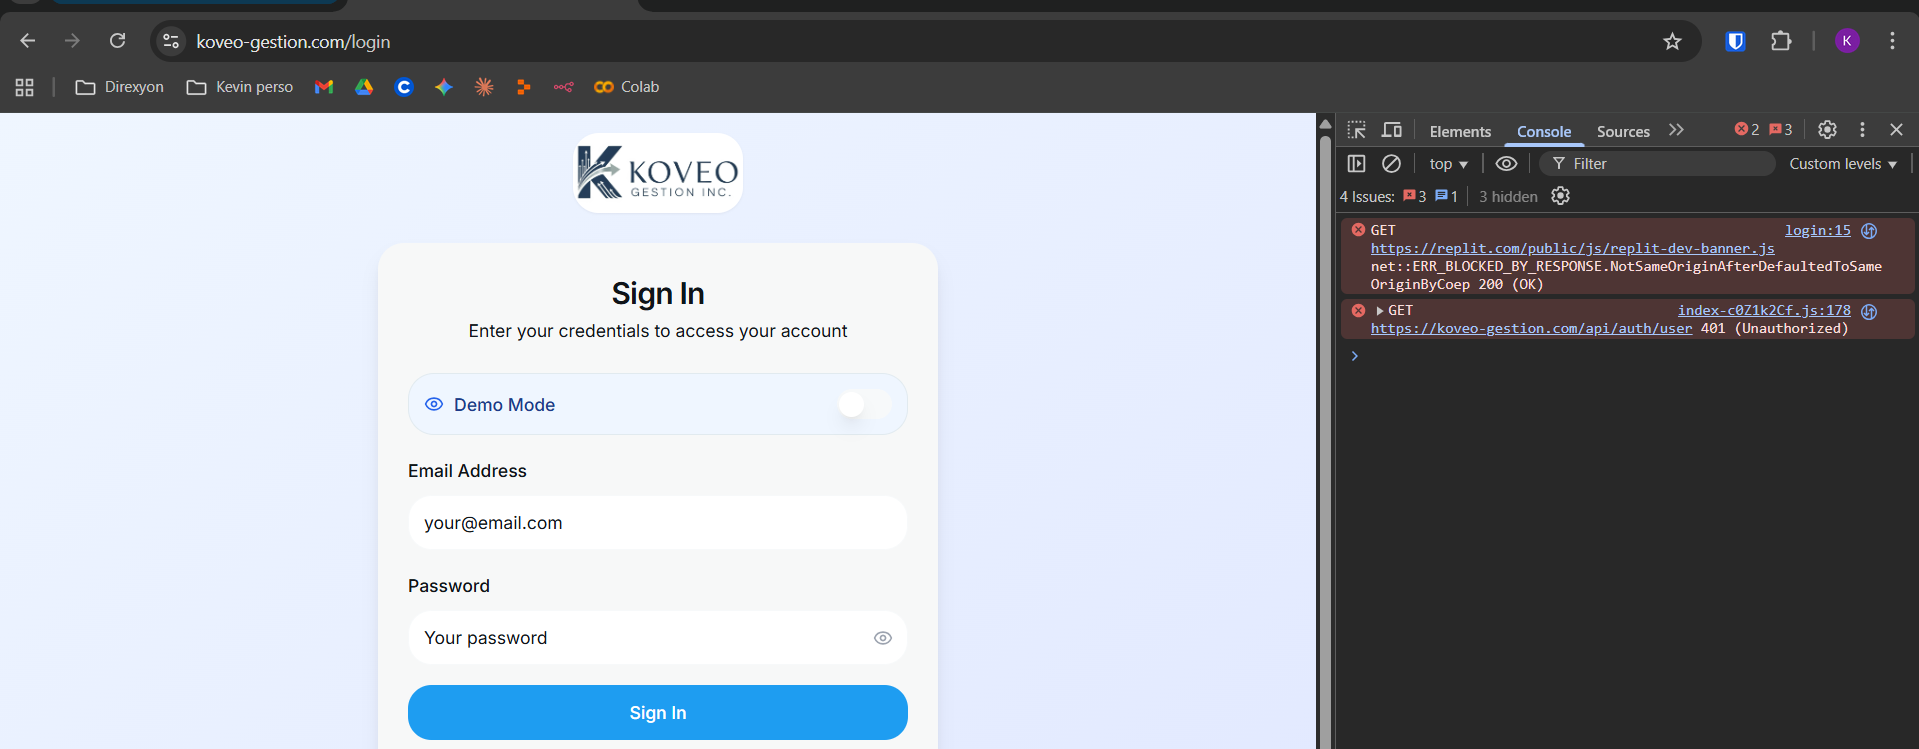 koveo-gestion.com/login
K
Direxyon
Kevin perso
Colab
KOVEO
GESTION INC.
Sign In
Enter your credentials to access your account
Demo Mode
Email Address
your@email.com
Password
Your password
Sign In
Elements Console Sources 2 3
top Filter Custom levels
4 Issues: 3 1 3 hidden
GET login:15
https://replit.com/public/js/replit-dev-banner.js
net::ERR_BLOCKED_BY_RESPONSE.NotSameOriginAfterDefaultedToSame
OriginByCoep 200 (OK)
GET index-c0Z1k2Cf.js:178
https://koveo-gestion.com/api/auth/user 401 (Unauthorized)